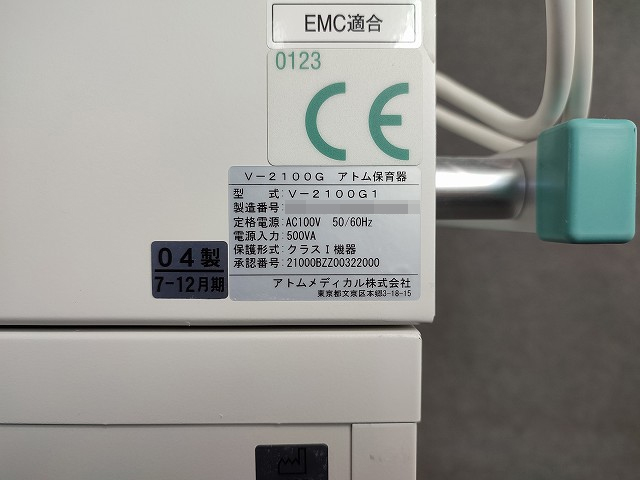 EMC適合
0123
CE
V-2100G アトム保育器
型 式:V-2100G1
製造番号:
定格電源:AC100V 50/60Hz
電源入力:500VA
保護形式:クラスⅠ機器
承認番号:21000BZZ00322000
アトムメディカル株式会社
東京都文京区本郷3-18-15
04製
7-12月期